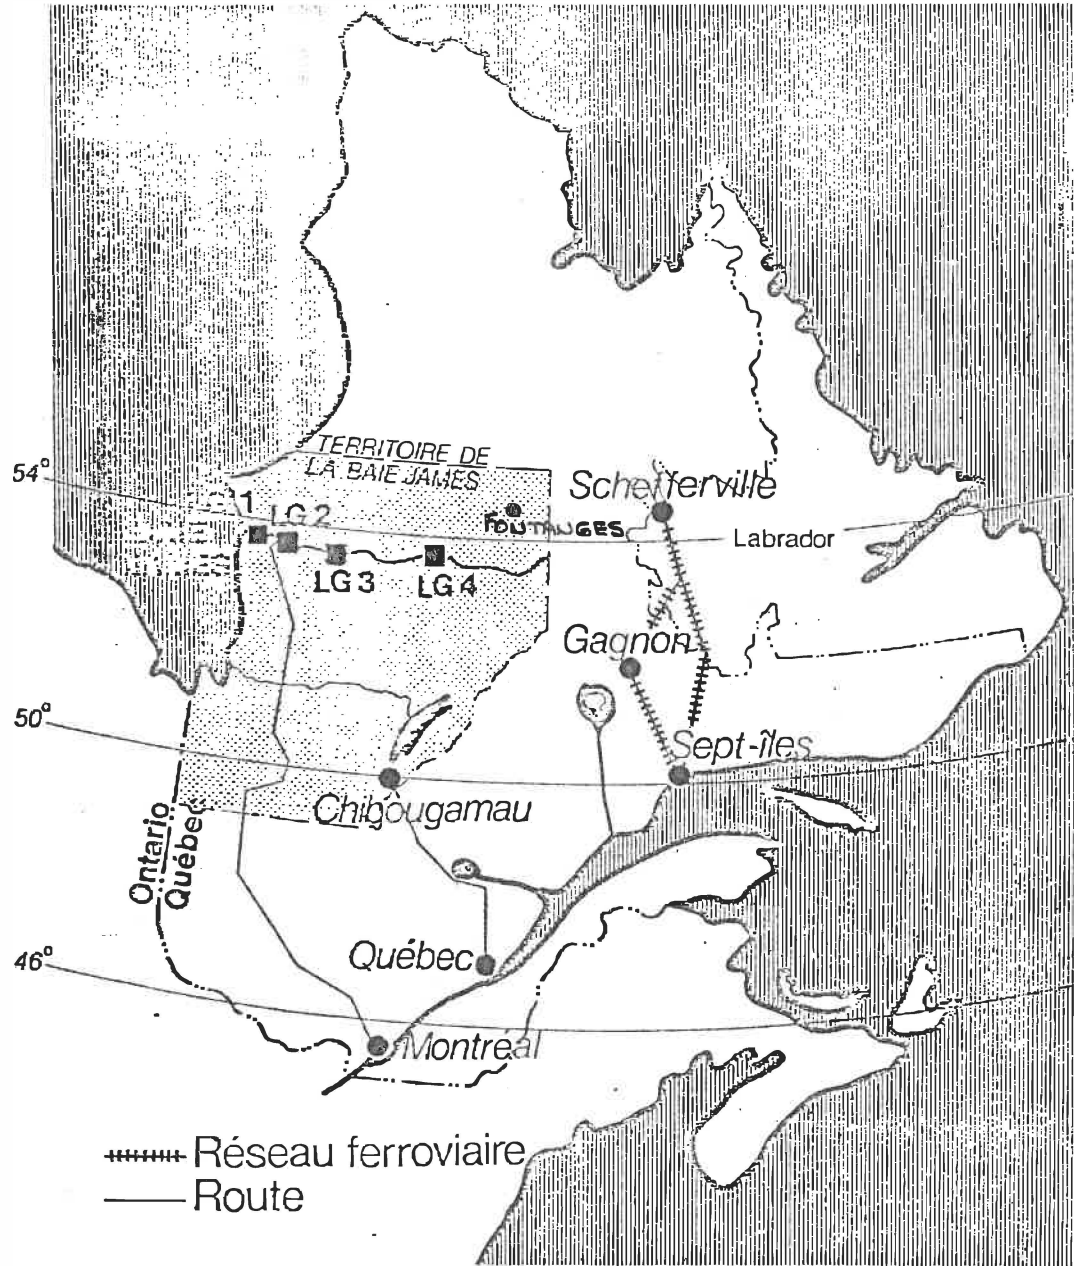 TERRITOIRE DE
LA BAIE JAMES
54°
Schefferville
1
LG 2
FONTANGES
Labrador
LG 3
LG 4
Gagnon
50°
Sept-îles
Chibougamau
Ontario
Québec
46°
Québec
Montréal
Réseau ferroviaire
Route